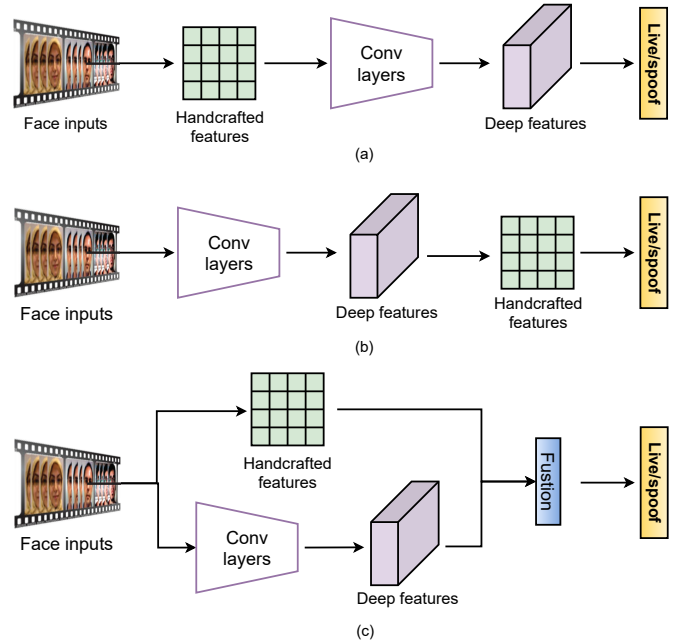 Face inputs
Handcrafted
features
Conv
layers
Deep features
Live/spoof
(a)
Face inputs
Conv
layers
Deep features
Handcrafted
features
Live/spoof
(b)
Face inputs
Handcrafted
features
Conv
layers
Deep features
Fustion
Live/spoof
(c)